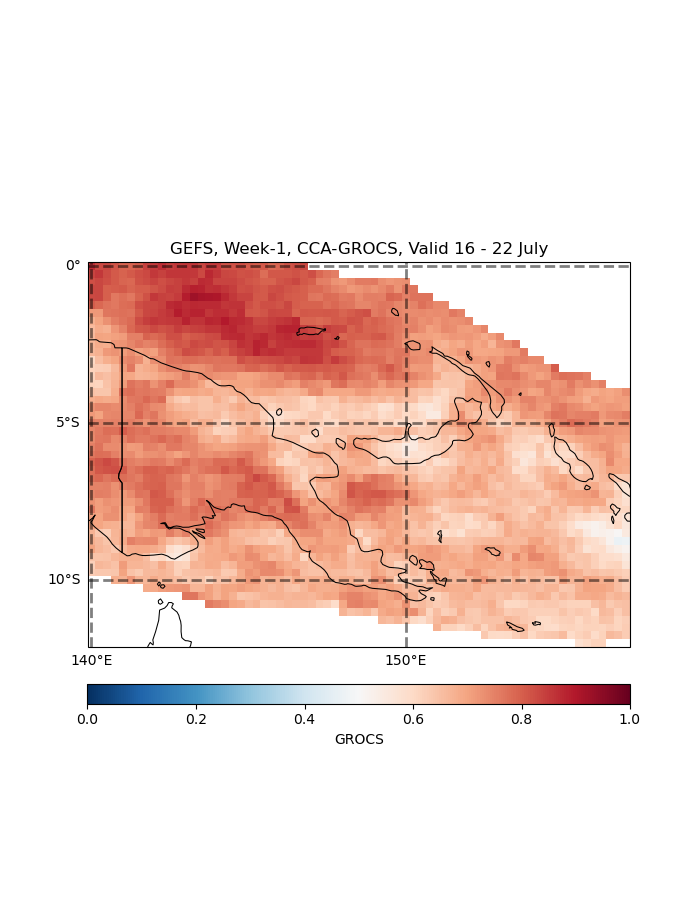 GEFS, Week-1, CCA-GROCS, Valid 16 - 22 July
0°
5°S
10°S
140°E 150°E
0.0 0.2 0.4 0.6 0.8 1.0
GROCS